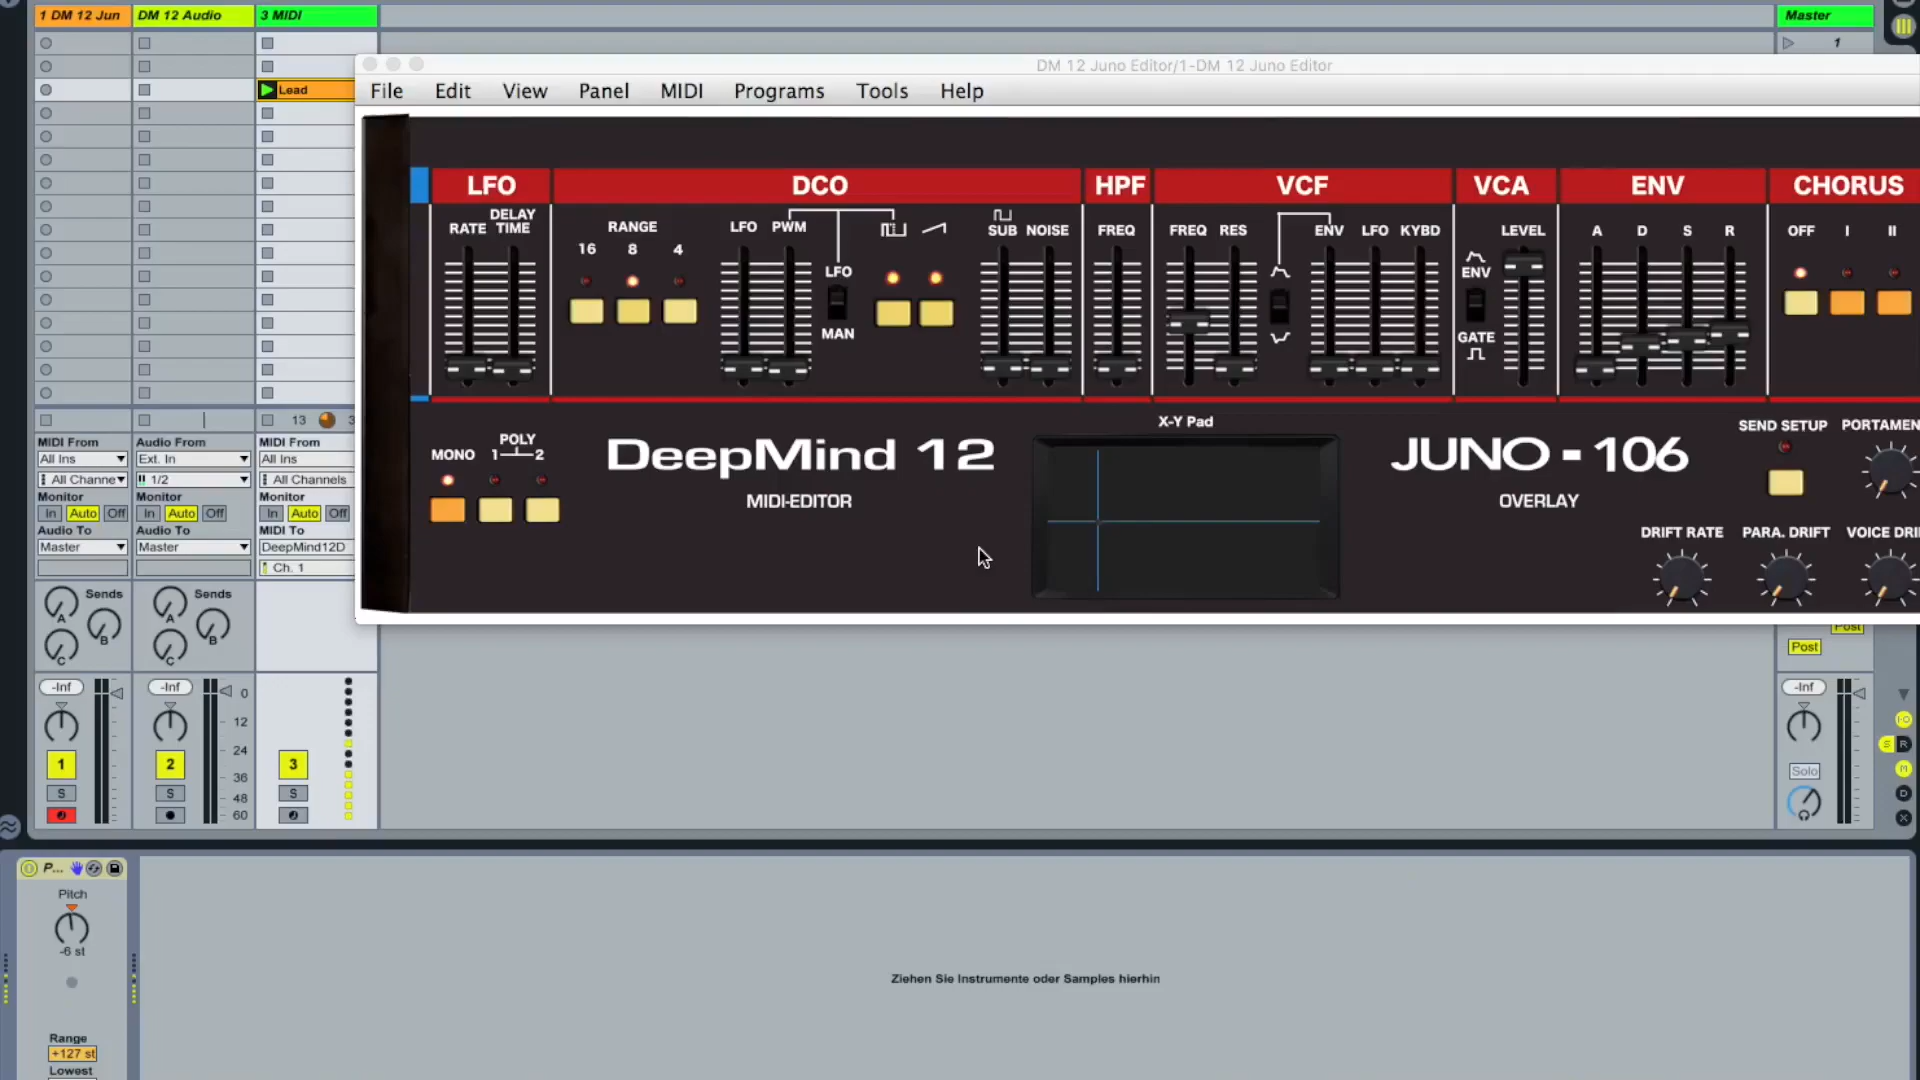 1 DM 12 Jun
DM 12 Audio
3 MIDI
Master
1
Lead
DM 12 Juno Editor/1-DM 12 Juno Editor
File Edit View Panel MIDI Programs Tools Help
LFO DCO HPF VCF VCA ENV CHORUS
RATE DELAY TIME
RANGE
16 8 4
LFO PWM
LFO
MAN
SUB NOISE
FREQ
FREQ RES
ENV LFO KYBD
LEVEL
ENV
GATE
A D S R
OFF I II
MONO
POLY
1 2
DeepMind 12
MIDI-EDITOR
X-Y Pad
JUNO - 106
OVERLAY
SEND SETUP
PORTAMEN
DRIFT RATE PARA. DRIFT VOICE DRI
13 3
MIDI From Audio From MIDI From
All Ins Ext. In All Ins
All Channe 1/2 All Channels
Monitor Monitor Monitor
In Auto Off In Auto Off In Auto Off
Audio To Audio To MIDI To
Master Master DeepMind12D
Ch. 1
Sends Sends
A B A B
C C
Post
Post
-Inf -Inf -Inf
0
12
24
36
48
60
1 2 3
S S S
Solo
S R
M
D
X
P...
Pitch
-6 st
Range
+127 st
Lowest
Ziehen Sie Instrumente oder Samples hierhin